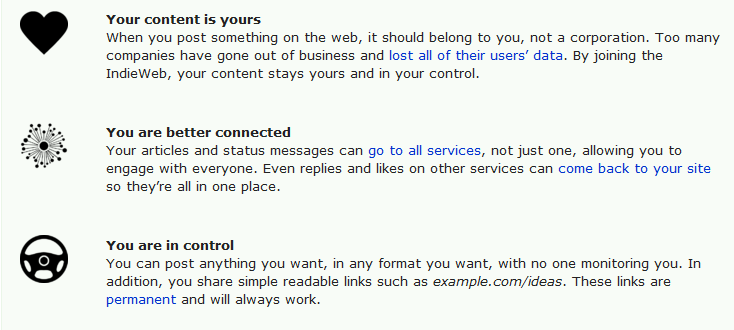 Your content is yours
When you post something on the web, it should belong to you, not a corporation. Too many
companies have gone out of business and lost all of their users’ data. By joining the
IndieWeb, your content stays yours and in your control.
You are better connected
Your articles and status messages can go to all services, not just one, allowing you to
engage with everyone. Even replies and likes on other services can come back to your site
so they’re all in one place.
You are in control
You can post anything you want, in any format you want, with no one monitoring you. In
addition, you share simple readable links such as example.com/ideas. These links are
permanent and will always work.